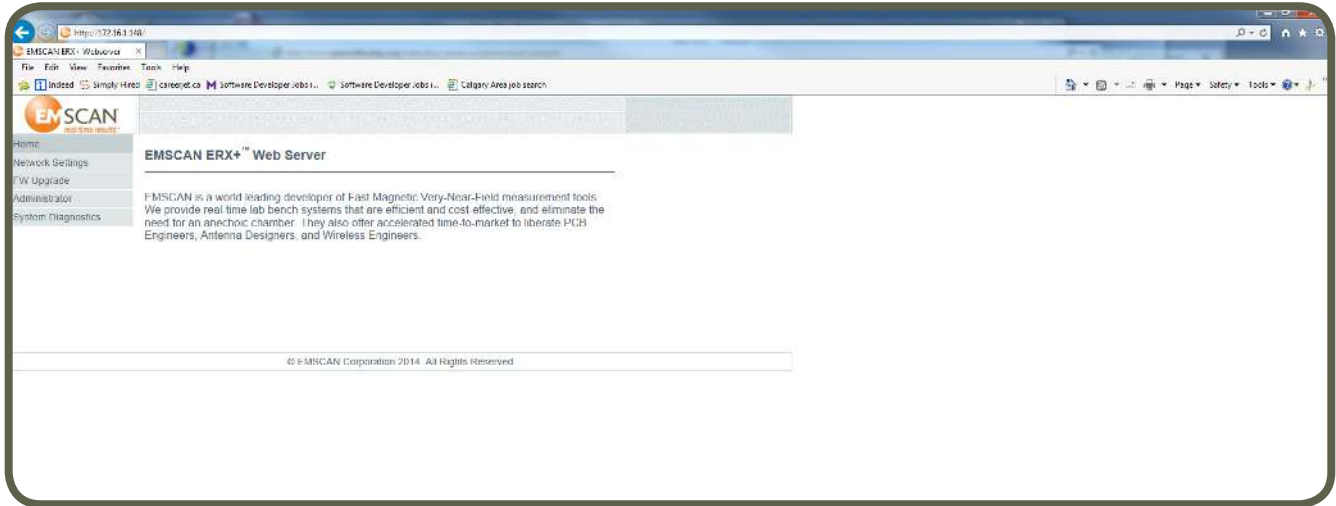 http://172.16.1.148/
EMSCAN ERX+ Webserver
File Edit View Favorites Tools Help
Indeed Simply Hired careerjet.ca Software Developer Jobs i... Software Developer Jobs i... Calgary Area job search
Page Safety Tools
EMSCAN
real-time results™
Home
Network Settings
FW Upgrade
Administrator
System Diagnostics
EMSCAN ERX+™ Web Server
EMSCAN is a world leading developer of Fast Magnetic Very-Near-Field measurement tools.
We provide real time lab bench systems that are efficient and cost-effective, and eliminate the
need for an anechoic chamber. They also offer accelerated time-to-market to liberate PCB
Engineers, Antenna Designers, and Wireless Engineers.
© EMSCAN Corporation 2014. All Rights Reserved